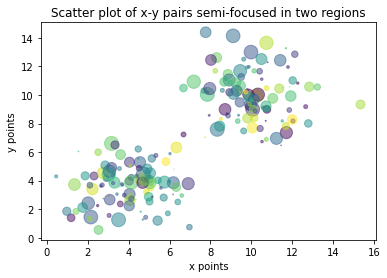 Scatter plot of x-y pairs semi-focused in two regions
y points
14
12
10
8
6
4
2
0
0 2 4 6 8 10 12 14 16
x points